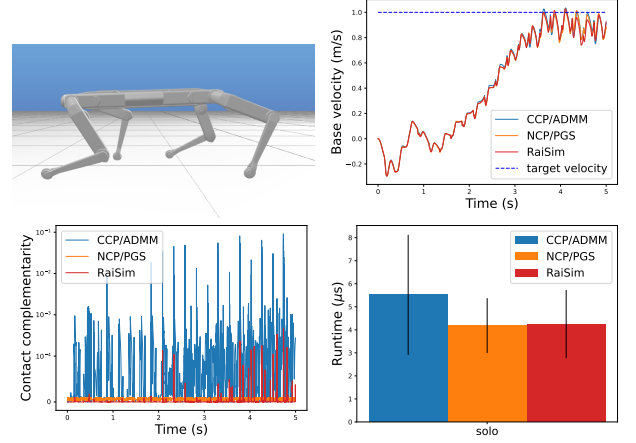 1.0
0.8
0.6
0.4
0.2
0.0
−0.2
Base velocity (m/s)
CCP/ADMM
NCP/PGS
RaiSim
target velocity
0 1 2 3 4 5
Time (s)
10⁻¹
10⁻²
10⁻³
10⁻⁴
0
Contact complementarity
CCP/ADMM
NCP/PGS
RaiSim
0 1 2 3 4 5
Time (s)
8
7
6
5
4
3
2
1
0
Runtime (μs)
CCP/ADMM
NCP/PGS
RaiSim
solo